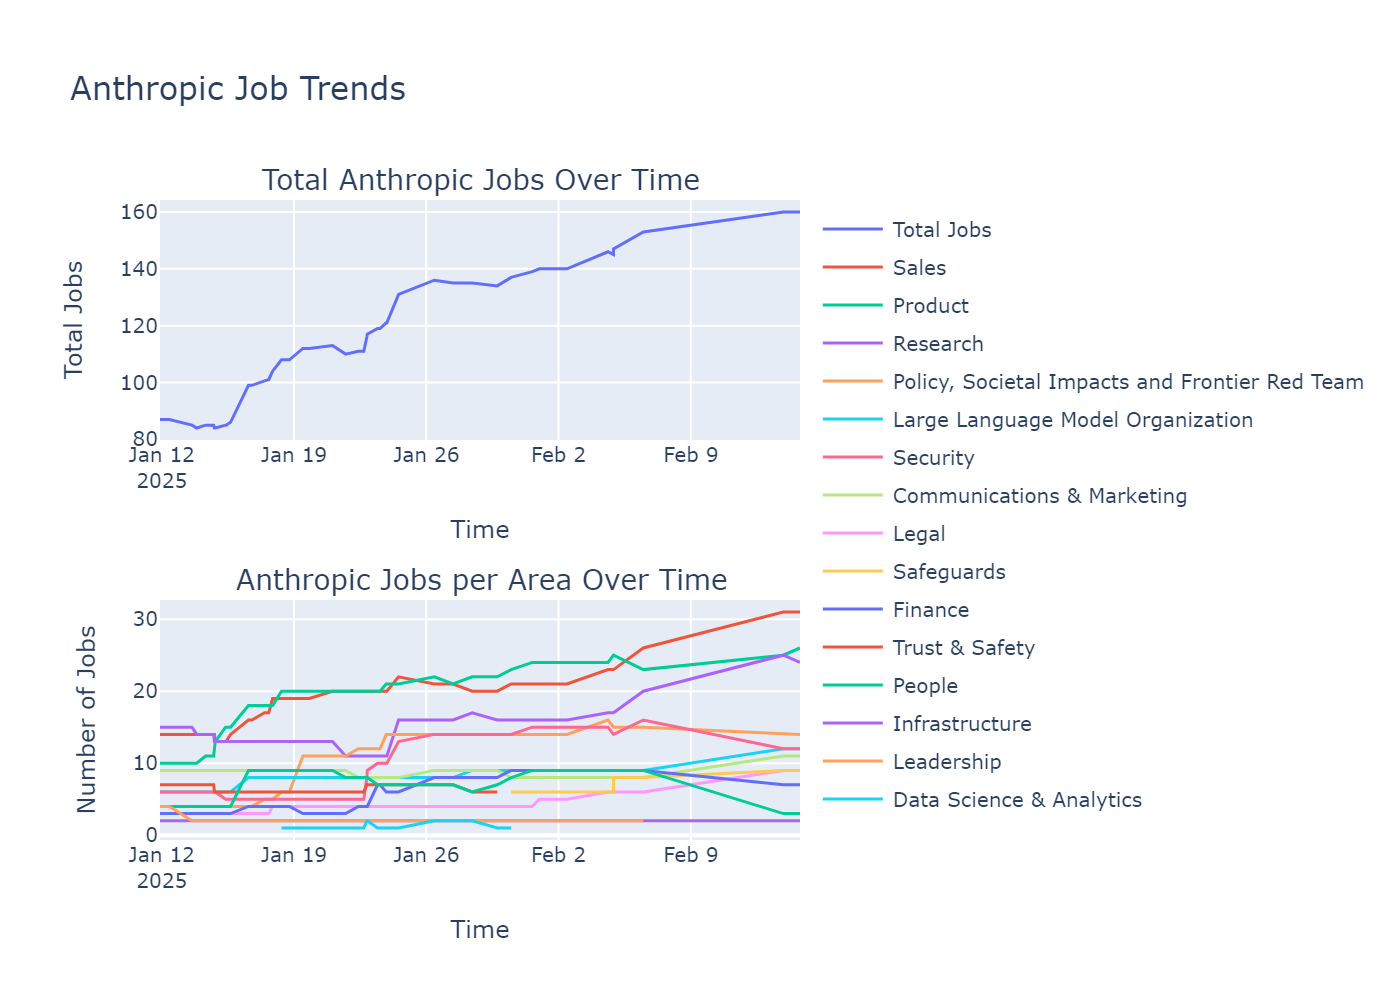 Anthropic Job Trends
Total Anthropic Jobs Over Time
Total Jobs
160
140
120
100
80
Jan 12
2025
Jan 19
Jan 26
Feb 2
Feb 9
Time
Anthropic Jobs per Area Over Time
Number of Jobs
30
20
10
0
Jan 12
2025
Jan 19
Jan 26
Feb 2
Feb 9
Time
Total Jobs
Sales
Product
Research
Policy, Societal Impacts and Frontier Red Team
Large Language Model Organization
Security
Communications & Marketing
Legal
Safeguards
Finance
Trust & Safety
People
Infrastructure
Leadership
Data Science & Analytics